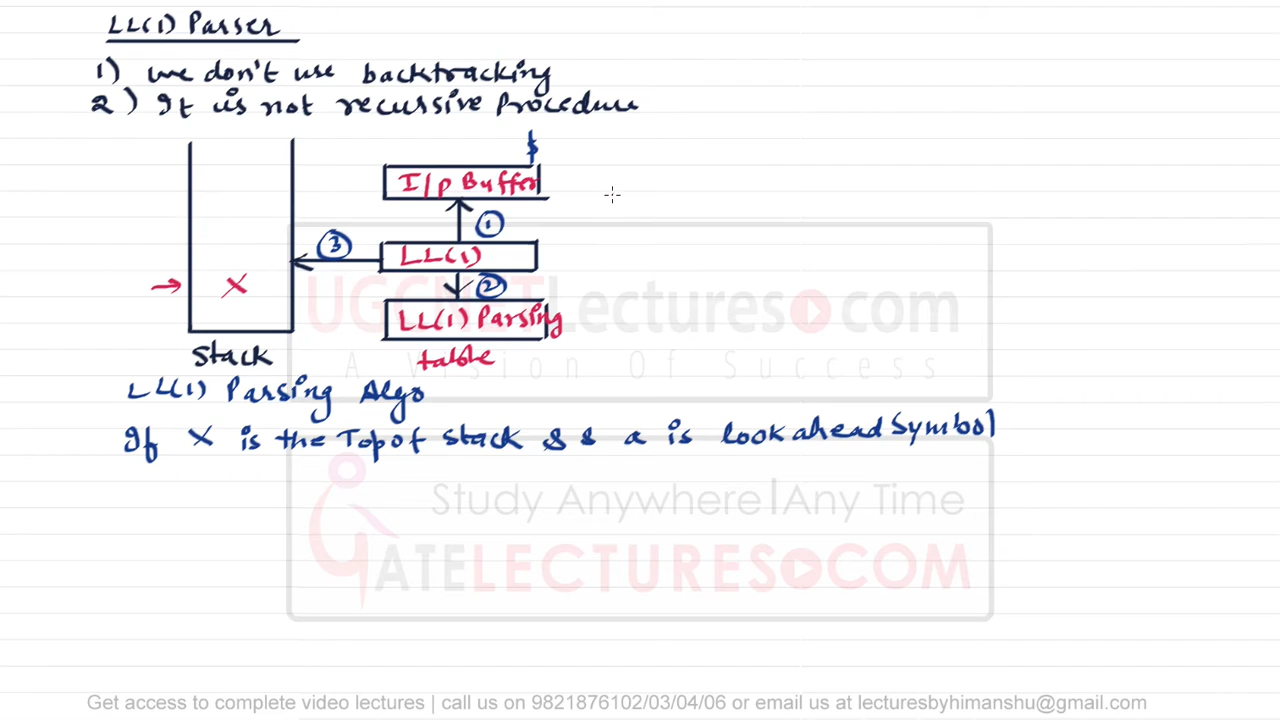 LL(1) Parser
1) we don't use backtracking
2) It is not recursive Procedure
$
I/p Buffer
1
3
LL(1)
X
2
LL(1) Parsing
table
Stack
LL(1) Parsing Algo
If X is the Top of stack & & a is look ahead Symbol
UGCNETLectures.com
A Vision Of Success
Study Anywhere|Any Time
GATELECTURES.COM
Get access to complete video lectures | call us on 9821876102/03/04/06 or email us at lecturesbyhimanshu@gmail.com